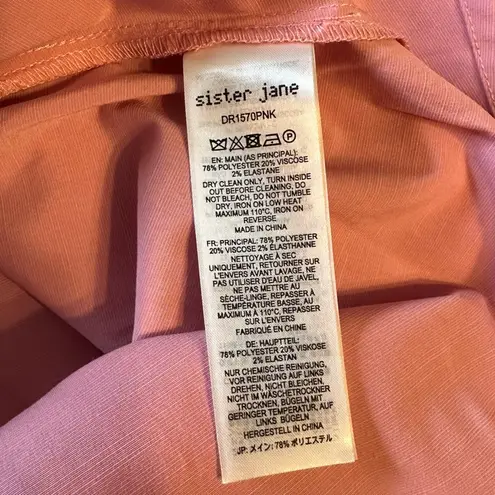 sister jane
DR1570PNK
P
EN: MAIN (AS PRINCIPAL):
78% POLYESTER 20% VISCOSE
2% ELASTANE
DRY CLEAN ONLY, TURN INSIDE
OUT BEFORE CLEANING, DO
NOT BLEACH, DO NOT TUMBLE
DRY, IRON ON LOW HEAT
MAXIMUM 110°C, IRON ON
REVERSE
MADE IN CHINA
FR: PRINCIPAL: 78% POLYESTER
20% VISCOSE 2% ÉLASTHANNE
NETTOYAGE À SEC
UNIQUEMENT, RETOURNER SUR
L'ENVERS AVANT LAVAGE, NE
PAS UTILISER D'EAU DE JAVEL,
NE PAS METTRE AU
SÈCHE-LINGE, REPASSER À
TEMPÉRATURE BASSE, AU
MAXIMUM À 110°C, REPASSER
SUR L'ENVERS
FABRIQUÉ EN CHINE
DE: HAUPTTEIL:
78% POLYESTER 20% VISKOSE
2% ELASTAN
NUR CHEMISCHE REINIGUNG,
VOR REINIGUNG AUF LINKS
DREHEN, NICHT BLEICHEN,
NICHT IM WÄSCHETROCKNER
TROCKNEN, BÜGELN MIT
GERINGER TEMPERATUR, AUF
LINKS BÜGELN
HERGESTELLT IN CHINA
JP: メイン: 78% ポリエステル